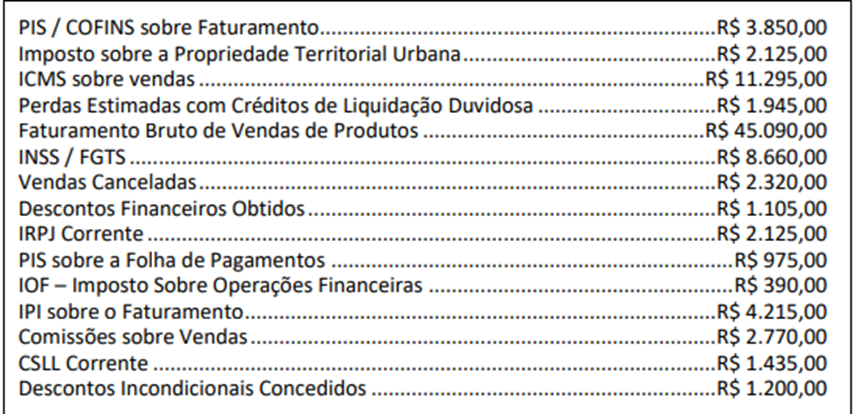 PIS / COFINS sobre Faturamento..............................................................R$ 3.850,00
Imposto sobre a Propriedade Territorial Urbana.......................................R$ 2.125,00
ICMS sobre vendas ................................................................................R$ 11.295,00
Perdas Estimadas com Créditos de Liquidação Duvidosa ...........................R$ 1.945,00
Faturamento Bruto de Vendas de Produtos ............................................R$ 45.090,00
INSS / FGTS ............................................................................................R$ 8.660,00
Vendas Canceladas..................................................................................R$ 2.320,00
Descontos Financeiros Obtidos................................................................R$ 1.105,00
IRPJ Corrente ..........................................................................................R$ 2.125,00
PIS sobre a Folha de Pagamentos ...............................................................R$ 975,00
IOF – Imposto Sobre Operações Financeiras ................................................R$ 390,00
IPI sobre o Faturamento..........................................................................R$ 4.215,00
Comissões sobre Vendas.........................................................................R$ 2.770,00
CSLL Corrente .........................................................................................R$ 1.435,00
Descontos Incondicionais Concedidos ......................................................R$ 1.200,00